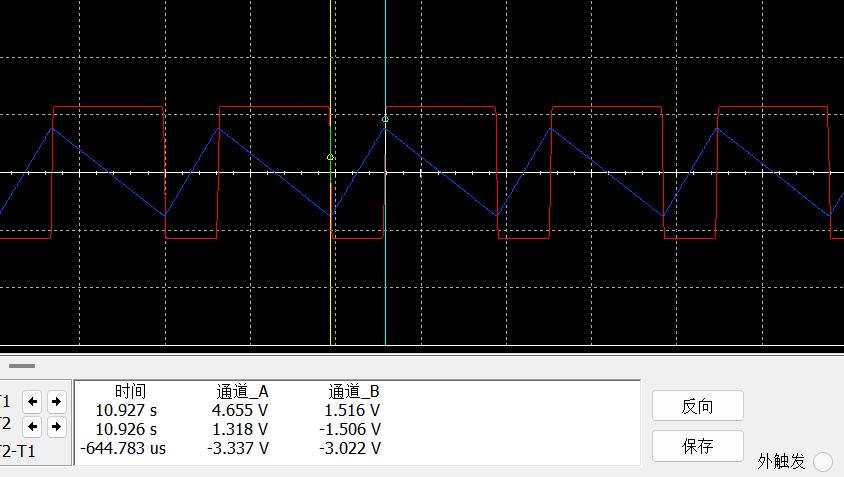 时间 通道_A 通道_B
T1 10.927 s 4.655 V 1.516 V
T2 10.926 s 1.318 V -1.506 V
T2-T1 -644.783 us -3.337 V -3.022 V
反向
保存
外触发